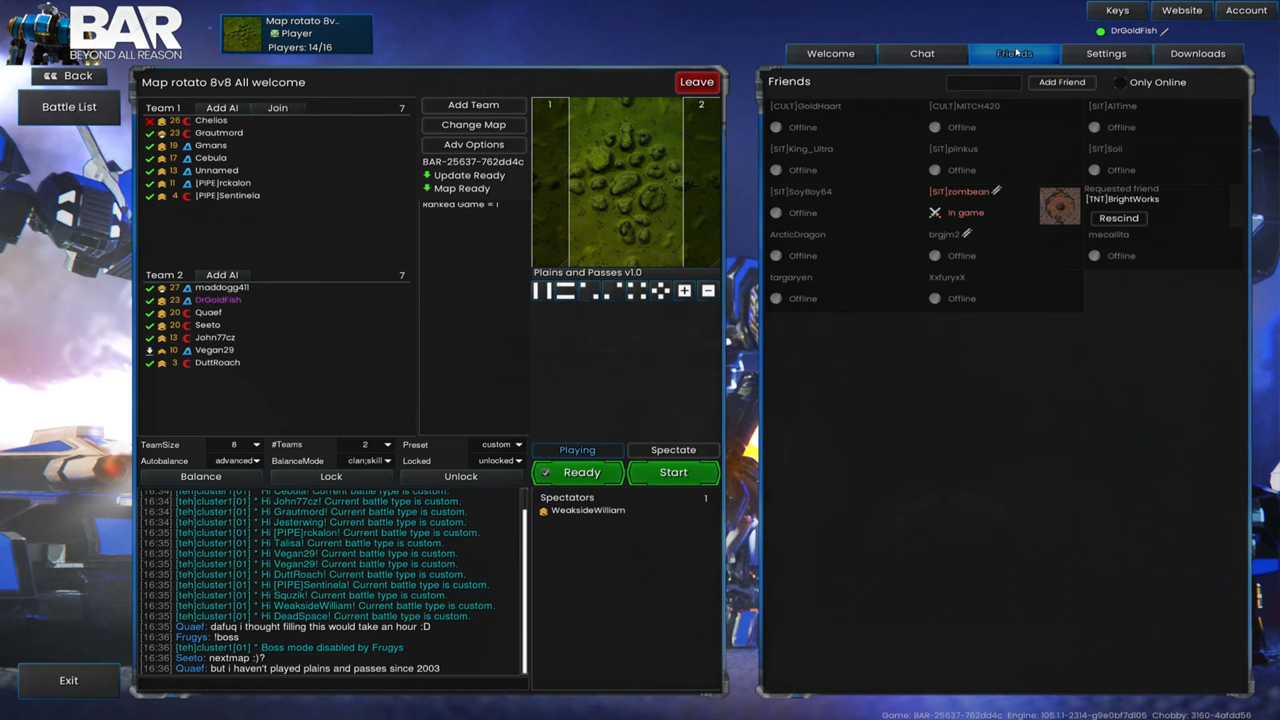 BAR
BEYOND ALL REASON
Map rotato 8v..
Player
Players: 14/16
Keys
Website
Account
DrGoldFish
Welcome
Chat
Friends
Settings
Downloads
Back
Battle List
Exit
Map rotato 8v8 All welcome
Leave
Team 1
Add AI
Join
7
26 Chelios
23 Grautmord
19 Gmans
17 Cebula
13 Unnamed
11 [PIPE]rckalon
4 [PIPE]Sentinela
Team 2
Add AI
7
27 maddogg411
23 DrGoldFish
20 Quaef
20 Seeto
13 John77cz
10 Vegan29
3 DuttRoach
Add Team
Change Map
Adv Options
BAR-25637-762dd4c
Update Ready
Map Ready
Ranked Game = 1
1
2
Plains and Passes v1.0
TeamSize 8
#Teams 2
Preset custom
Autobalance advanced
BalanceMode clan;skill
Locked unlocked
Balance
Lock
Unlock
Playing
Spectate
Ready
Start
Spectators 1
WeaksideWilliam
[16:34] [teh]cluster1[01] * Hi Cebula! Current battle type is custom.
[16:34] [teh]cluster1[01] * Hi John77cz! Current battle type is custom.
[16:34] [teh]cluster1[01] * Hi Grautmord! Current battle type is custom.
[16:34] [teh]cluster1[01] * Hi Jesterwing! Current battle type is custom.
[16:35] [teh]cluster1[01] * Hi [PIPE]rckalon! Current battle type is custom.
[16:35] [teh]cluster1[01] * Hi Talisa! Current battle type is custom.
[16:35] [teh]cluster1[01] * Hi Vegan29! Current battle type is custom.
[16:35] [teh]cluster1[01] * Hi Vegan29! Current battle type is custom.
[16:35] [teh]cluster1[01] * Hi DuttRoach! Current battle type is custom.
[16:35] [teh]cluster1[01] * Hi [PIPE]Sentinela! Current battle type is custom.
[16:35] [teh]cluster1[01] * Hi Squzik! Current battle type is custom.
[16:35] [teh]cluster1[01] * Hi WeaksideWilliam! Current battle type is custom.
[16:35] [teh]cluster1[01] * Hi DeadSpace! Current battle type is custom.
[16:35] Quaef: dafuq i thought filling this would take an hour :D
[16:36] Frugys: !boss
[16:36] [teh]cluster1[01] * Boss mode disabled by Frugys
[16:36] Seeto: nextmap :)?
[16:36] Quaef: but i haven't played plains and passes since 2003
Friends
Add Friend
Only Online
[CULT]GoldHaart
Offline
[CULT]MITCH420
Offline
[SIT]AlTime
Offline
[SIT]King_Ultra
Offline
[SIT]plinkus
Offline
[SIT]Soli
Offline
[SIT]SoyBoy64
Offline
[SIT]zombean
In game
Requested friend
[TNT]BrightWorks
Rescind
ArcticDragon
Offline
brgjm2
Offline
mecallita
Offline
targaryen
Offline
XxfuryxX
Offline
Game: BAR-25637-762dd4c Engine: 105.1.1-2314-g9e0bf7d105 Chobby: 3160-4afdd56